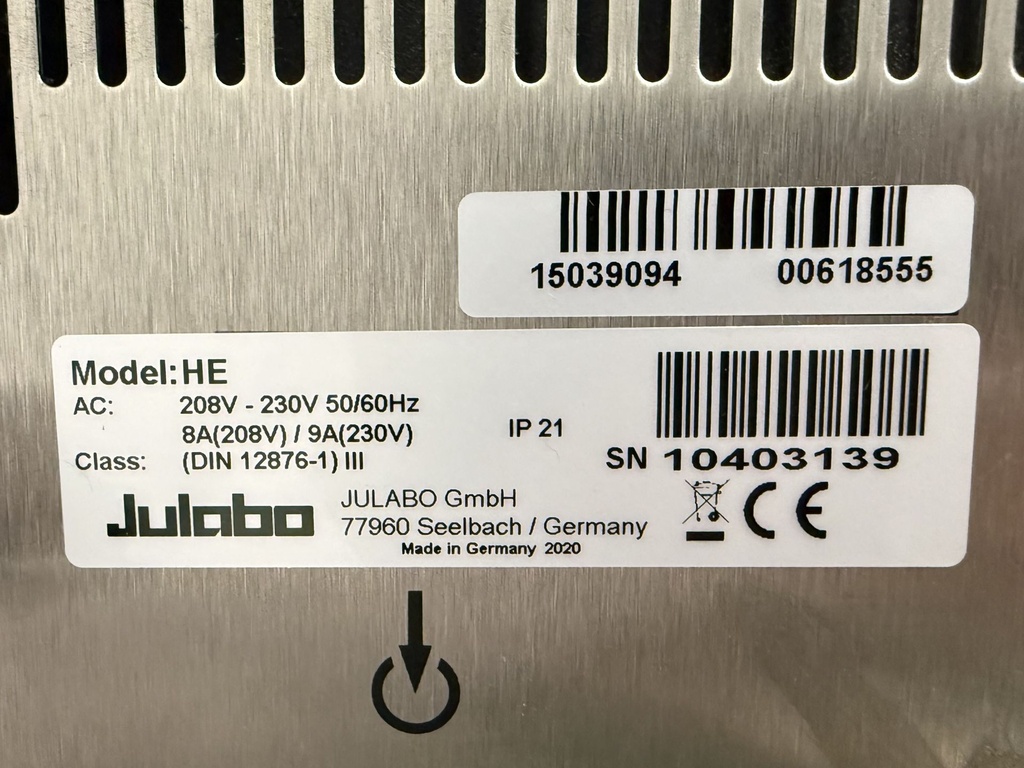 15039094 00618555
Model: HE
AC: 208V - 230V 50/60Hz
8A(208V) / 9A(230V)
IP 21
Class: (DIN 12876-1) III
SN 10403139
Julabo
JULABO GmbH
77960 Seelbach / Germany
Made in Germany 2020
CE